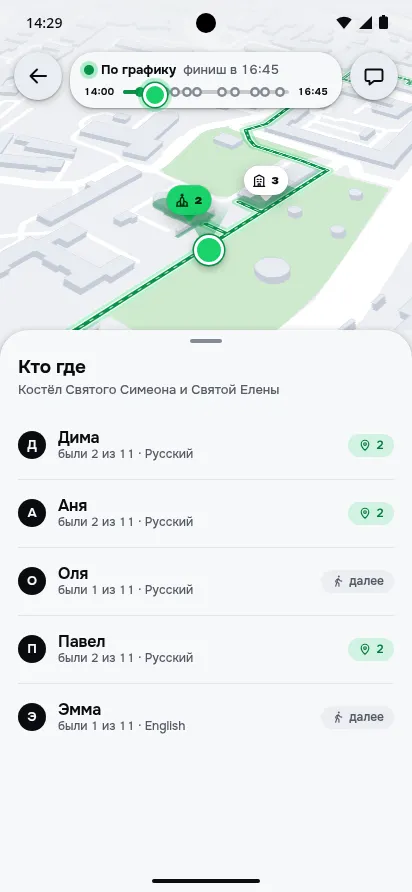 14:29
По графику финиш в 16:45
14:00 16:45
3
2
Кто где
Костёл Святого Симеона и Святой Елены
Д
Дима
были 2 из 11 · Русский
2
А
Аня
были 2 из 11 · Русский
2
О
Оля
были 1 из 11 · Русский
далее
П
Павел
были 2 из 11 · Русский
2
Э
Эмма
были 1 из 11 · English
далее